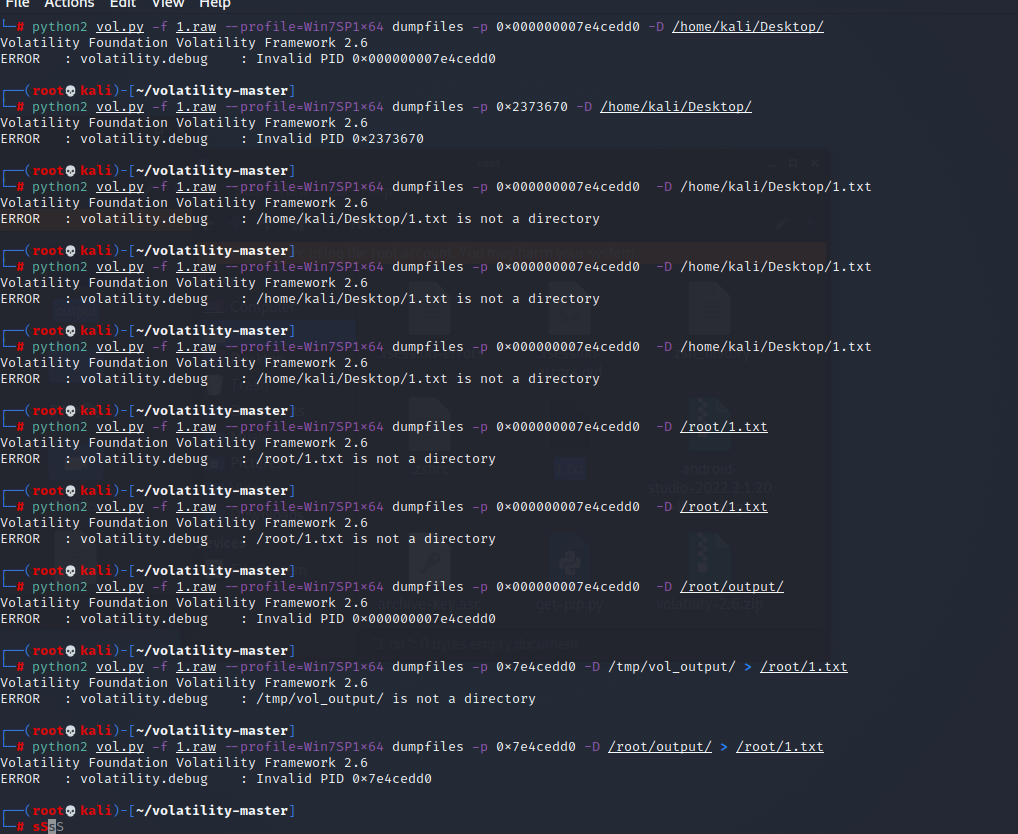 File Actions Edit View Help
└─# python2 vol.py -f 1.raw --profile=Win7SP1×64 dumpfiles -p 0×000000007e4cedd0 -D /home/kali/Desktop/
Volatility Foundation Volatility Framework 2.6
ERROR   : volatility.debug    : Invalid PID 0×000000007e4cedd0
┌──(root💀kali)-[~/volatility-master]
└─# python2 vol.py -f 1.raw --profile=Win7SP1×64 dumpfiles -p 0×2373670 -D /home/kali/Desktop/
Volatility Foundation Volatility Framework 2.6
ERROR   : volatility.debug    : Invalid PID 0×2373670
┌──(root💀kali)-[~/volatility-master]
└─# python2 vol.py -f 1.raw --profile=Win7SP1×64 dumpfiles -p 0×000000007e4cedd0  -D /home/kali/Desktop/1.txt
Volatility Foundation Volatility Framework 2.6
ERROR   : volatility.debug    : /home/kali/Desktop/1.txt is not a directory
┌──(root💀kali)-[~/volatility-master]
└─# python2 vol.py -f 1.raw --profile=Win7SP1×64 dumpfiles -p 0×000000007e4cedd0  -D /home/kali/Desktop/1.txt
Volatility Foundation Volatility Framework 2.6
ERROR   : volatility.debug    : /home/kali/Desktop/1.txt is not a directory
┌──(root💀kali)-[~/volatility-master]
└─# python2 vol.py -f 1.raw --profile=Win7SP1×64 dumpfiles -p 0×000000007e4cedd0  -D /home/kali/Desktop/1.txt
Volatility Foundation Volatility Framework 2.6
ERROR   : volatility.debug    : /home/kali/Desktop/1.txt is not a directory
┌──(root💀kali)-[~/volatility-master]
└─# python2 vol.py -f 1.raw --profile=Win7SP1×64 dumpfiles -p 0×000000007e4cedd0  -D /root/1.txt
Volatility Foundation Volatility Framework 2.6
ERROR   : volatility.debug    : /root/1.txt is not a directory
┌──(root💀kali)-[~/volatility-master]
└─# python2 vol.py -f 1.raw --profile=Win7SP1×64 dumpfiles -p 0×000000007e4cedd0  -D /root/1.txt
Volatility Foundation Volatility Framework 2.6
ERROR   : volatility.debug    : /root/1.txt is not a directory
┌──(root💀kali)-[~/volatility-master]
└─# python2 vol.py -f 1.raw --profile=Win7SP1×64 dumpfiles -p 0×000000007e4cedd0  -D /root/output/
Volatility Foundation Volatility Framework 2.6
ERROR   : volatility.debug    : Invalid PID 0×000000007e4cedd0
┌──(root💀kali)-[~/volatility-master]
└─# python2 vol.py -f 1.raw --profile=Win7SP1×64 dumpfiles -p 0×7e4cedd0 -D /tmp/vol_output/ > /root/1.txt
Volatility Foundation Volatility Framework 2.6
ERROR   : volatility.debug    : /tmp/vol_output/ is not a directory
┌──(root💀kali)-[~/volatility-master]
└─# python2 vol.py -f 1.raw --profile=Win7SP1×64 dumpfiles -p 0×7e4cedd0 -D /root/output/ > /root/1.txt
Volatility Foundation Volatility Framework 2.6
ERROR   : volatility.debug    : Invalid PID 0×7e4cedd0
┌──(root💀kali)-[~/volatility-master]
└─# sSsS